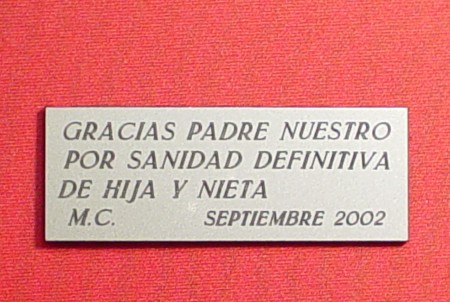 GRACIAS PADRE NUESTRO
POR SANIDAD DEFINITIVA
DE HIJA Y NIETA
M.C. SEPTIEMBRE 2002